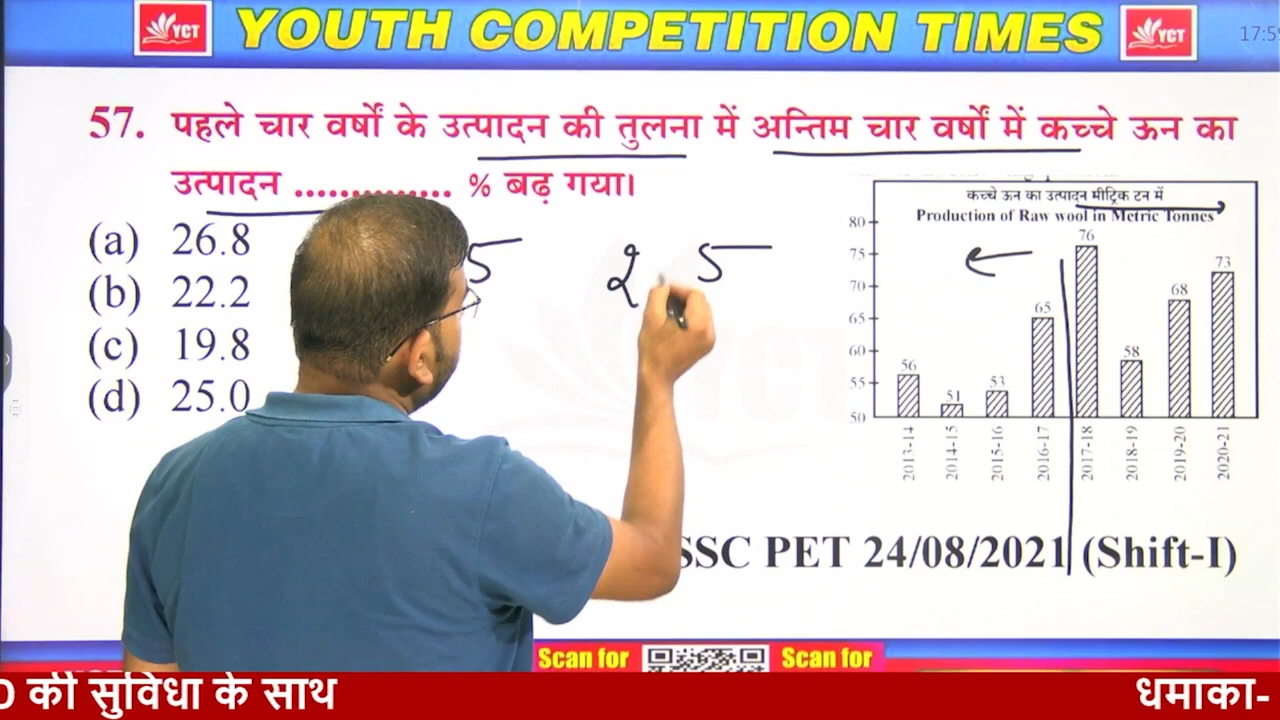 YCT YOUTH COMPETITION TIMES YCT
57. पहले चार वर्षों के उत्पादन की तुलना में अन्तिम चार वर्षों में कच्चे ऊन का
उत्पादन .............. % बढ़ गया।
(a) 26.8
(b) 22.2
(c) 19.8
(d) 25.0
5 2 5
कच्चे ऊन का उत्पादन मीट्रिक टन में
Production of Raw wool in Metric Tonnes
80
75
70
65
60
55
50
56 51 53 65 76 58 68 73
2013-14 2014-15 2015-16 2016-17 2017-18 2018-19 2019-20 2020-21
SSC PET 24/08/2021 (Shift-I)
Scan for Scan for
की सुविधा के साथ धमाका-